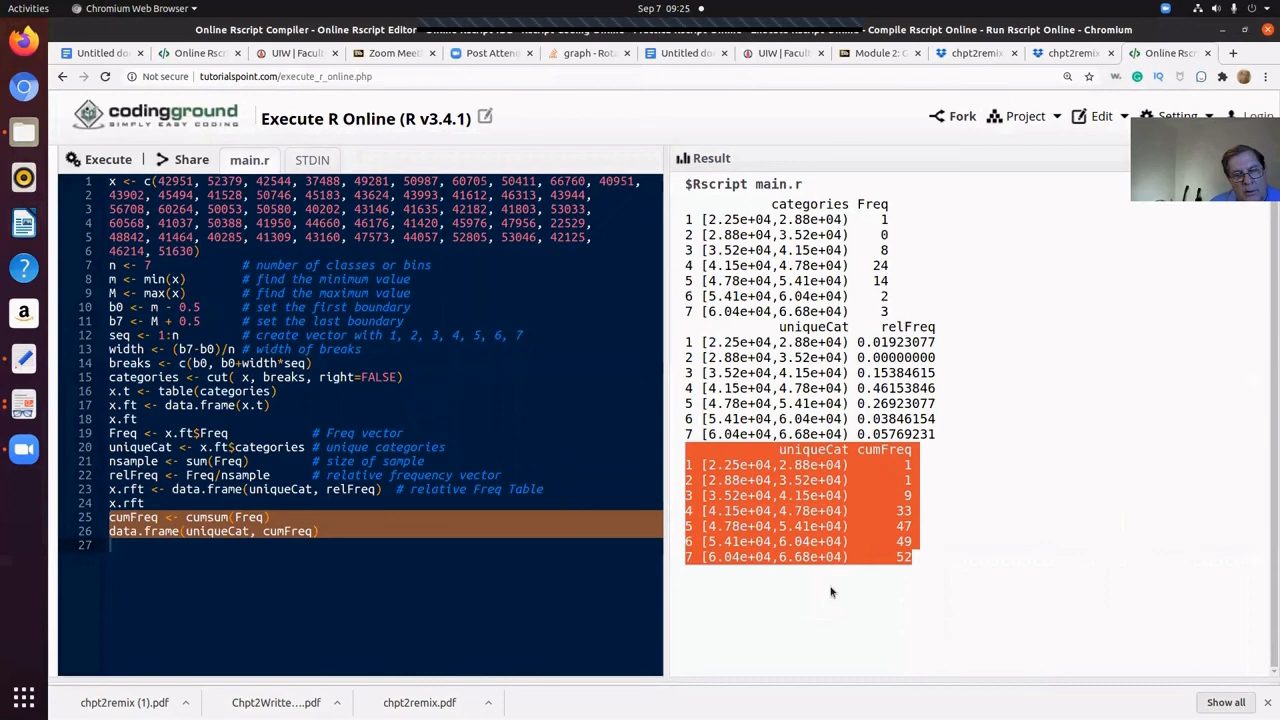 Activities Chromium Web Browser Sep 7 09:25
Online Rscript Compiler - Online Rscript Editor - Compile Rscript Online - Run Rscript Online - Chromium
Untitled do Online Rsc UIW | Facult Zoom Meeti Post Atteng graph - Rota Untitled do UIW | Facult Module 2: C chpt2remix chpt2remix Online Rsc
Not secure tutorialspoint.com/execute_r_online.php
codingground
SIMPLY EASY CODING
Execute R Online (R v3.4.1)
Fork Project Edit Setting Login
Execute Share main.r STDIN
1 x <- c(42951, 52379, 42544, 37488, 49281, 50987, 60705, 50411, 66760, 40951,
2 43902, 45494, 41528, 50746, 45183, 43624, 43993, 41612, 46313, 43944,
3 56708, 60264, 50053, 50580, 40202, 43146, 41635, 42182, 41803, 53033,
4 60568, 41037, 50388, 41950, 44660, 46176, 41420, 45976, 47956, 22529,
5 48842, 41464, 40285, 41309, 43160, 47573, 44057, 52805, 53046, 42125,
6 46214, 51630)
7 n <- 7 # number of classes or bins
8 m <- min(x) # find the minimum value
9 M <- max(x) # find the maximum value
10 b0 <- m - 0.5 # set the first boundary
11 b7 <- M + 0.5 # set the last boundary
12 seq <- 1:n # create vector with 1, 2, 3, 4, 5, 6, 7
13 width <- (b7-b0)/n # width of breaks
14 breaks <- c(b0, b0+width*seq)
15 categories <- cut( x, breaks, right=FALSE)
16 x.t <- table(categories)
17 x.ft <- data.frame(x.t)
18 x.ft
19 Freq <- x.ft$Freq # Freq vector
20 uniqueCat <- x.ft$categories # unique categories
21 nsample <- sum(Freq) # size of sample
22 relFreq <- Freq/nsample # relative frequency vector
23 x.rft <- data.frame(uniqueCat, relFreq) # relative Freq Table
24 x.rft
25 cumFreq <- cumsum(Freq)
26 data.frame(uniqueCat, cumFreq)
27
Result
$Rscript main.r
categories Freq
1 [2.25e+04,2.88e+04) 1
2 [2.88e+04,3.52e+04) 0
3 [3.52e+04,4.15e+04) 8
4 [4.15e+04,4.78e+04) 24
5 [4.78e+04,5.41e+04) 14
6 [5.41e+04,6.04e+04) 2
7 [6.04e+04,6.68e+04) 3
uniqueCat relFreq
1 [2.25e+04,2.88e+04) 0.01923077
2 [2.88e+04,3.52e+04) 0.00000000
3 [3.52e+04,4.15e+04) 0.15384615
4 [4.15e+04,4.78e+04) 0.46153846
5 [4.78e+04,5.41e+04) 0.26923077
6 [5.41e+04,6.04e+04) 0.03846154
7 [6.04e+04,6.68e+04) 0.05769231
uniqueCat cumFreq
1 [2.25e+04,2.88e+04) 1
2 [2.88e+04,3.52e+04) 1
3 [3.52e+04,4.15e+04) 9
4 [4.15e+04,4.78e+04) 33
5 [4.78e+04,5.41e+04) 47
6 [5.41e+04,6.04e+04) 49
7 [6.04e+04,6.68e+04) 52
chpt2remix (1).pdf Chpt2Writte....pdf chpt2remix.pdf Show all